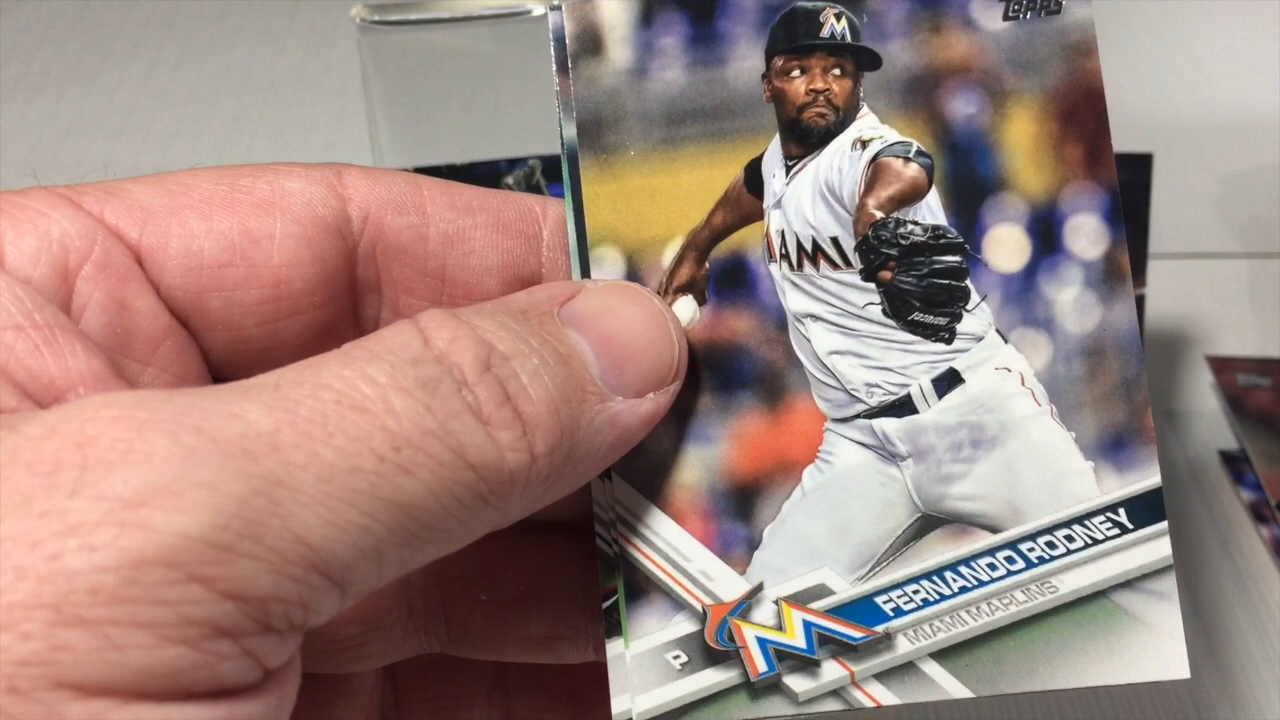 Topps
MIAMI
FERNANDO RODNEY
MIAMI MARLINS
P